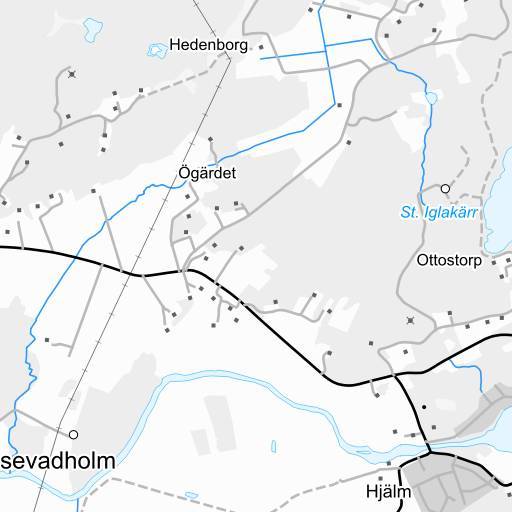 Hedenborg
Ögärdet
St. Iglakärr
Ottostorp
sevadholm
Hjälm